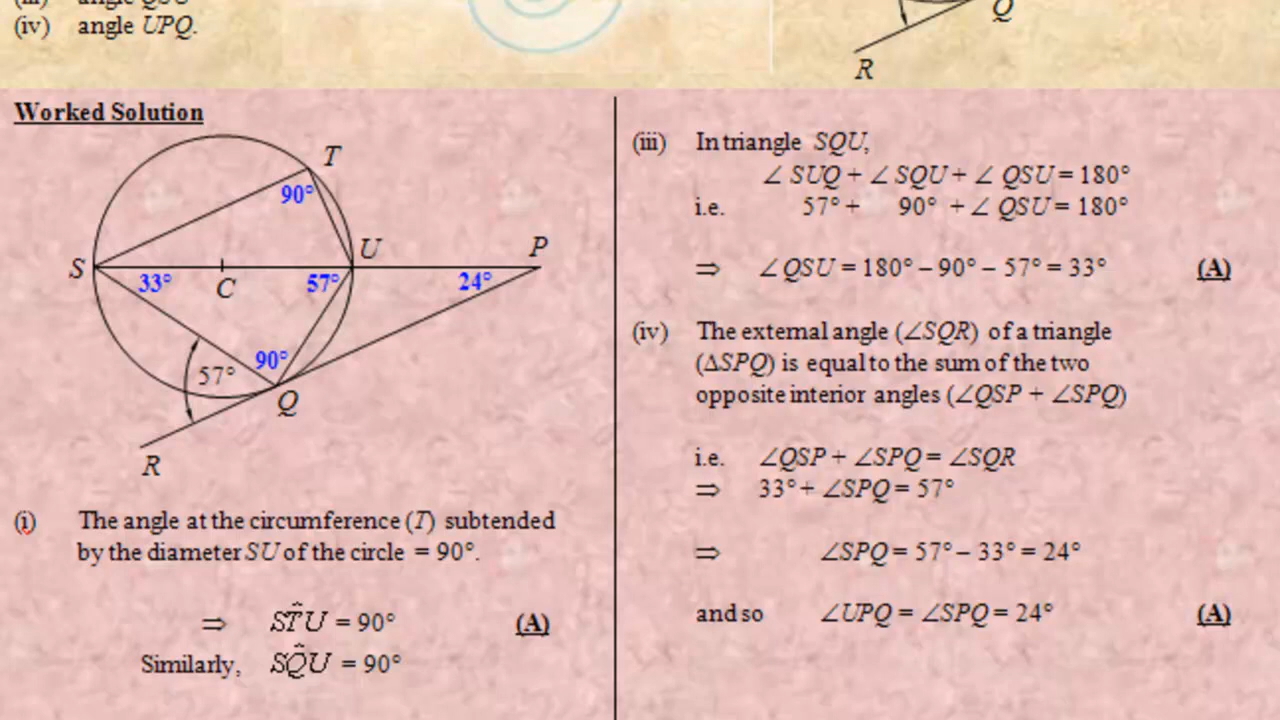 (iii) angle QSU
(iv) angle UPQ.
Q
R
Worked Solution
T
90°
S
33°
C
57°
U
24°
P
90°
57°
Q
R
(i) The angle at the circumference (T) subtended
by the diameter SU of the circle = 90°.
⇒ ST̂U = 90° (A)
Similarly, SQ̂U = 90°
(iii) In triangle SQU,
∠ SUQ + ∠ SQU + ∠ QSU = 180°
i.e. 57° + 90° + ∠ QSU = 180°
⇒ ∠ QSU = 180° – 90° – 57° = 33° (A)
(iv) The external angle (∠SQR) of a triangle
(∆SPQ) is equal to the sum of the two
opposite interior angles (∠QSP + ∠SPQ)
i.e. ∠QSP + ∠SPQ = ∠SQR
⇒ 33° + ∠SPQ = 57°
⇒ ∠SPQ = 57° – 33° = 24°
and so ∠UPQ = ∠SPQ = 24° (A)